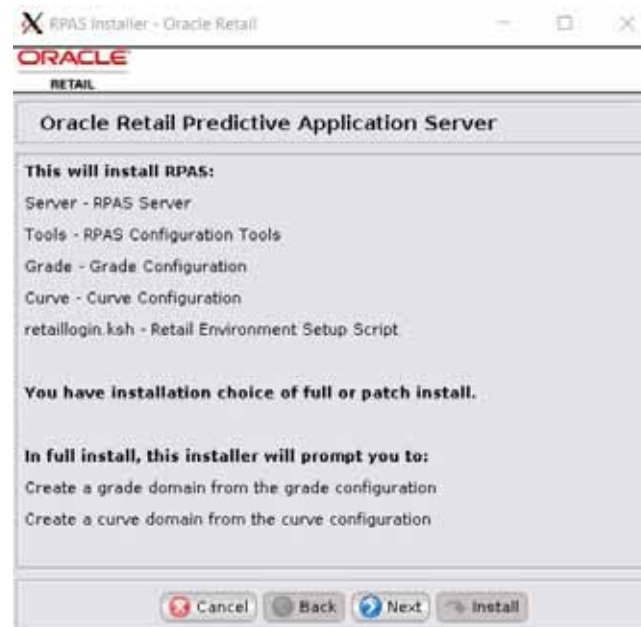 RPAS Installer - Oracle Retail
ORACLE
RETAIL
Oracle Retail Predictive Application Server
This will install RPAS:
Server - RPAS Server
Tools - RPAS Configuration Tools
Grade - Grade Configuration
Curve - Curve Configuration
retaillogin.ksh - Retail Environment Setup Script
You have installation choice of full or patch install.
In full install, this installer will prompt you to:
Create a grade domain from the grade configuration
Create a curve domain from the curve configuration
Cancel Back Next Install